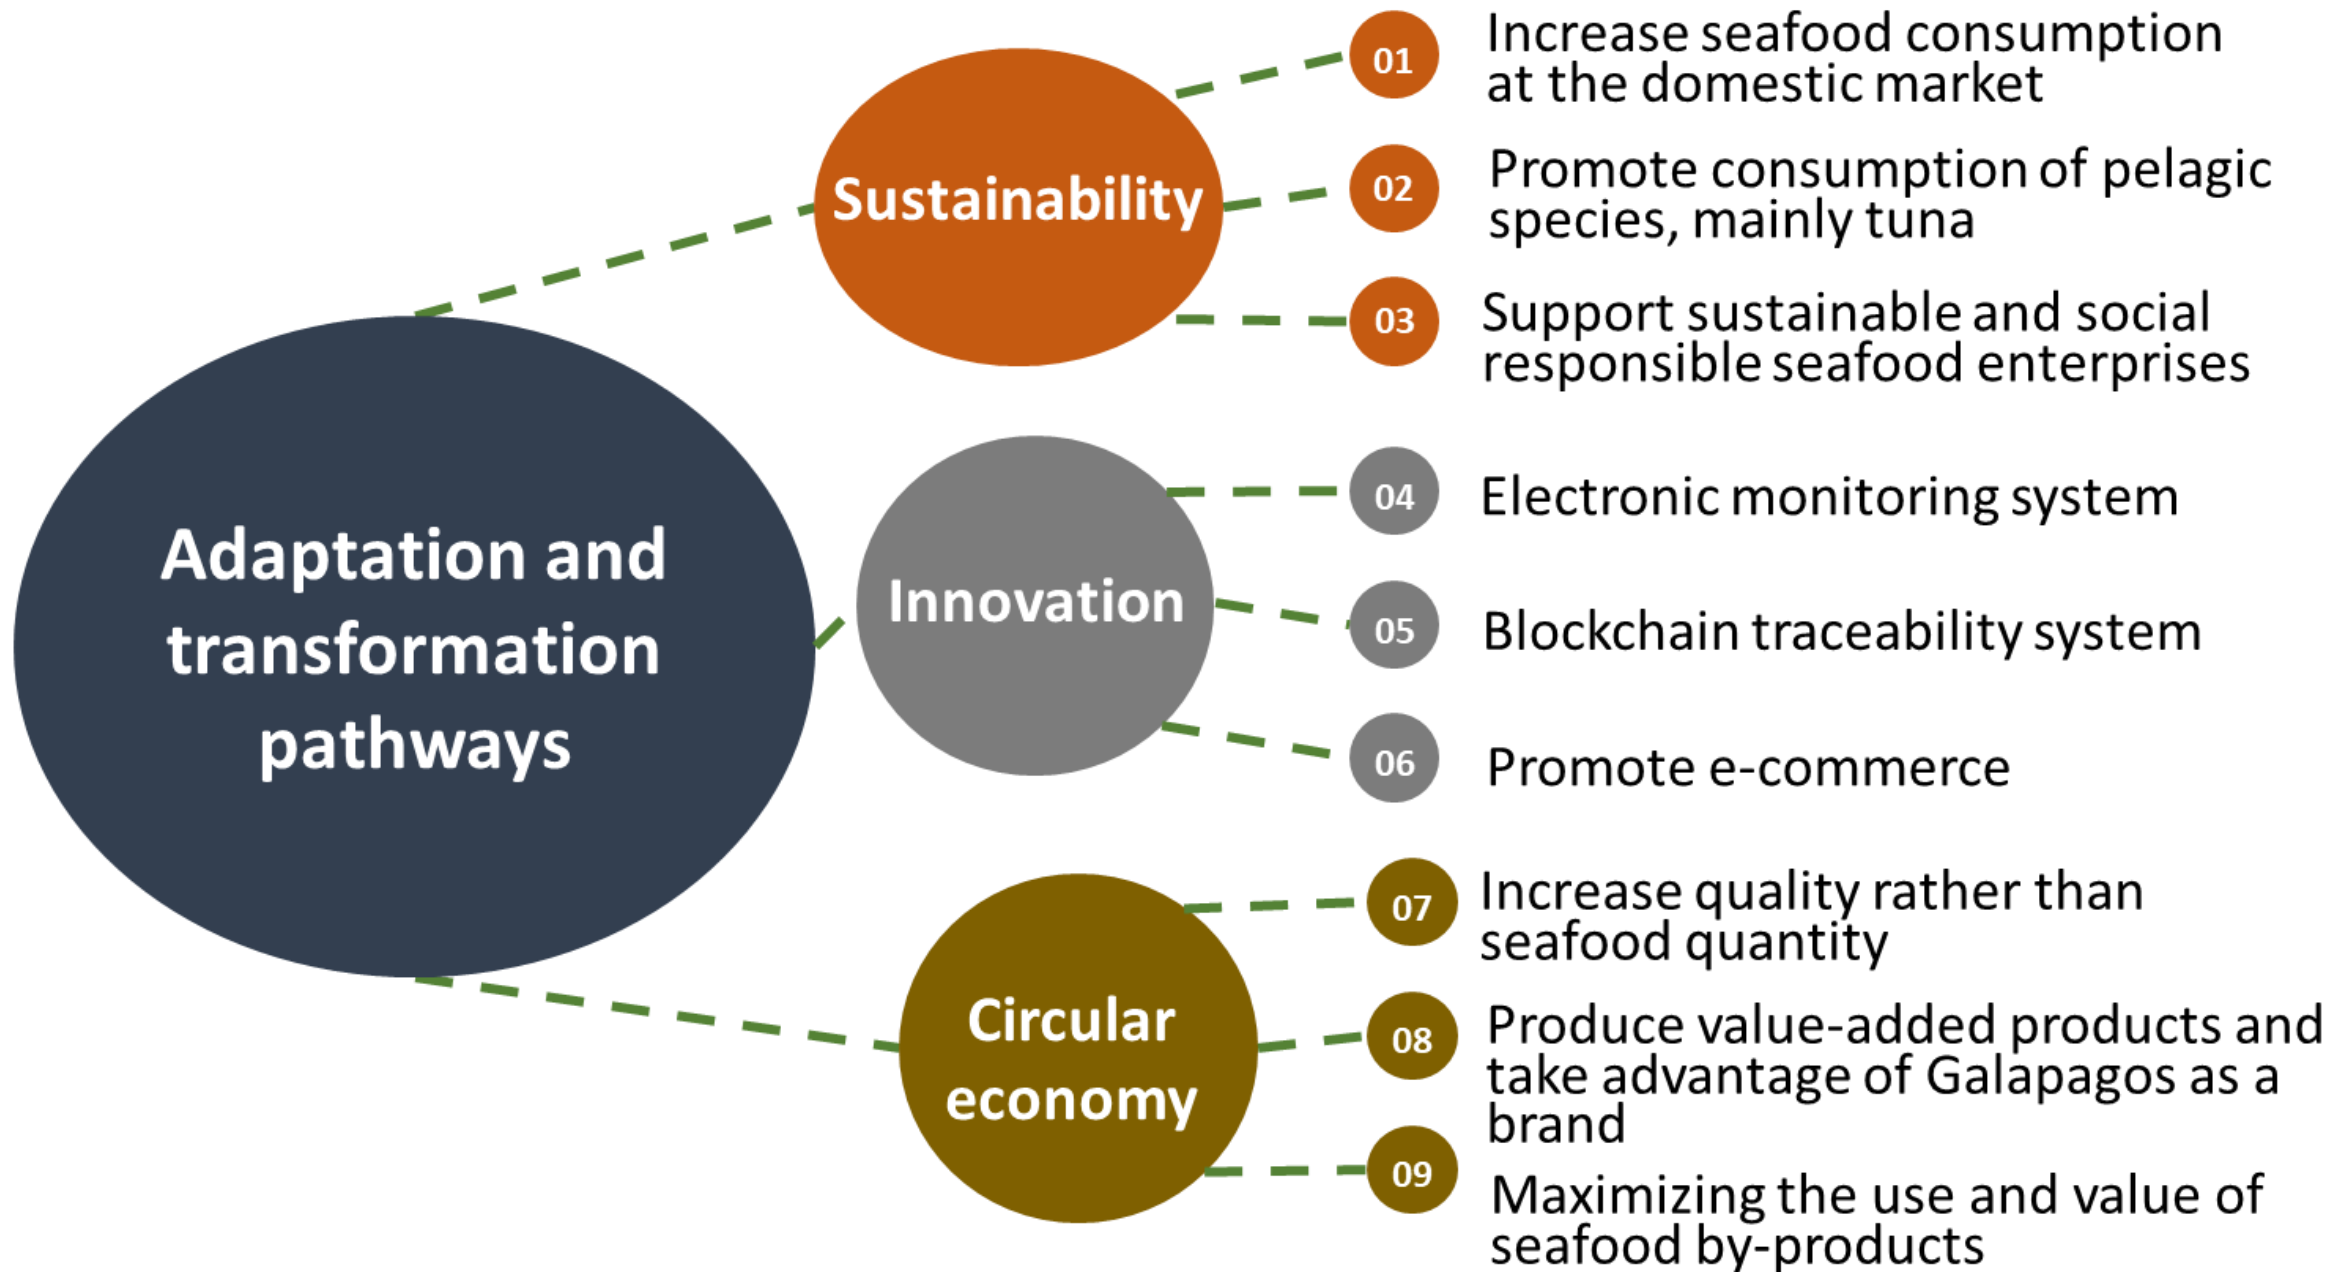 Adaptation and
transformation
pathways
Sustainability
01
Increase seafood consumption
at the domestic market
02
Promote consumption of pelagic
species, mainly tuna
03
Support sustainable and social
responsible seafood enterprises
Innovation
04
Electronic monitoring system
05
Blockchain traceability system
06
Promote e-commerce
Circular
economy
07
Increase quality rather than
seafood quantity
08
Produce value-added products and
take advantage of Galapagos as a
brand
09
Maximizing the use and value of
seafood by-products